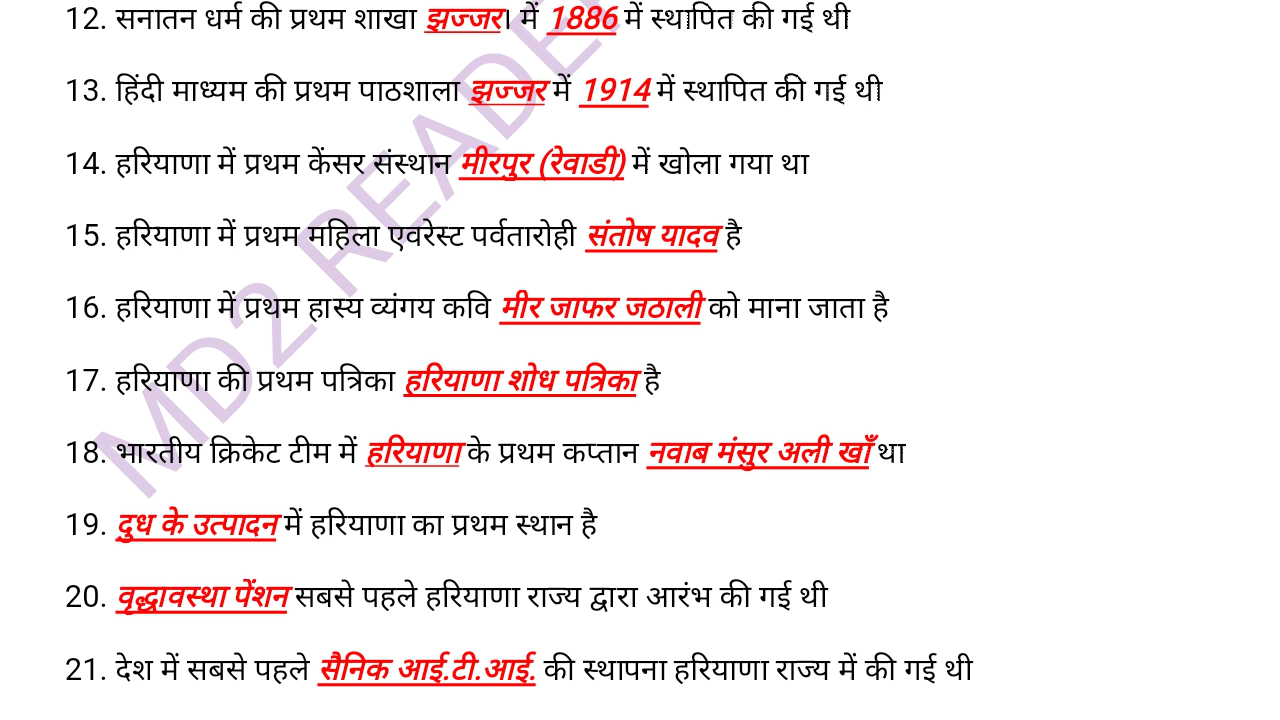 12. सनातन धर्म की प्रथम शाखा झज्जर। में 1886 में स्थापित की गई थी
13. हिंदी माध्यम की प्रथम पाठशाला झज्जर में 1914 में स्थापित की गई थी
14. हरियाणा में प्रथम केंसर संस्थान मीरपुर (रेवाडी) में खोला गया था
15. हरियाणा में प्रथम महिला एवरेस्ट पर्वतारोही संतोष यादव है
16. हरियाणा में प्रथम हास्य व्यंगय कवि मीर जाफर जठाली को माना जाता है
17. हरियाणा की प्रथम पत्रिका हरियाणा शोध पत्रिका है
18. भारतीय क्रिकेट टीम में हरियाणा के प्रथम कप्तान नवाब मंसुर अली खाँ था
19. दुध के उत्पादन में हरियाणा का प्रथम स्थान है
20. वृद्धावस्था पेंशन सबसे पहले हरियाणा राज्य द्वारा आरंभ की गई थी
21. देश में सबसे पहले सैनिक आई.टी.आई. की स्थापना हरियाणा राज्य में की गई थी
MD2 READER